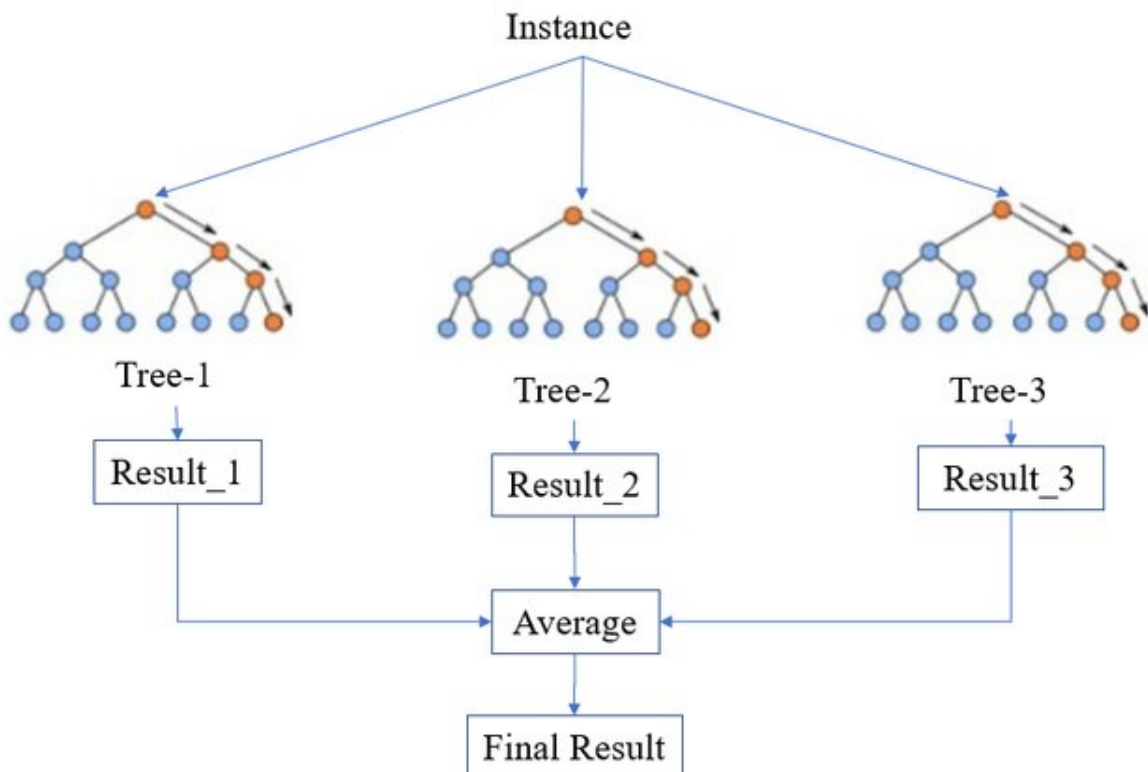 Instance
Tree-1
Tree-2
Tree-3
Result_1
Result_2
Result_3
Average
Final Result